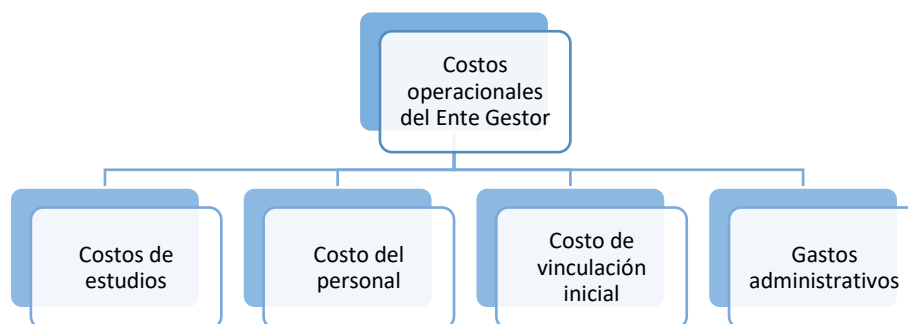 Costos
operacionales
del Ente Gestor
Costos de
estudios
Costo del
personal
Costo de
vinculación
inicial
Gastos
administrativos